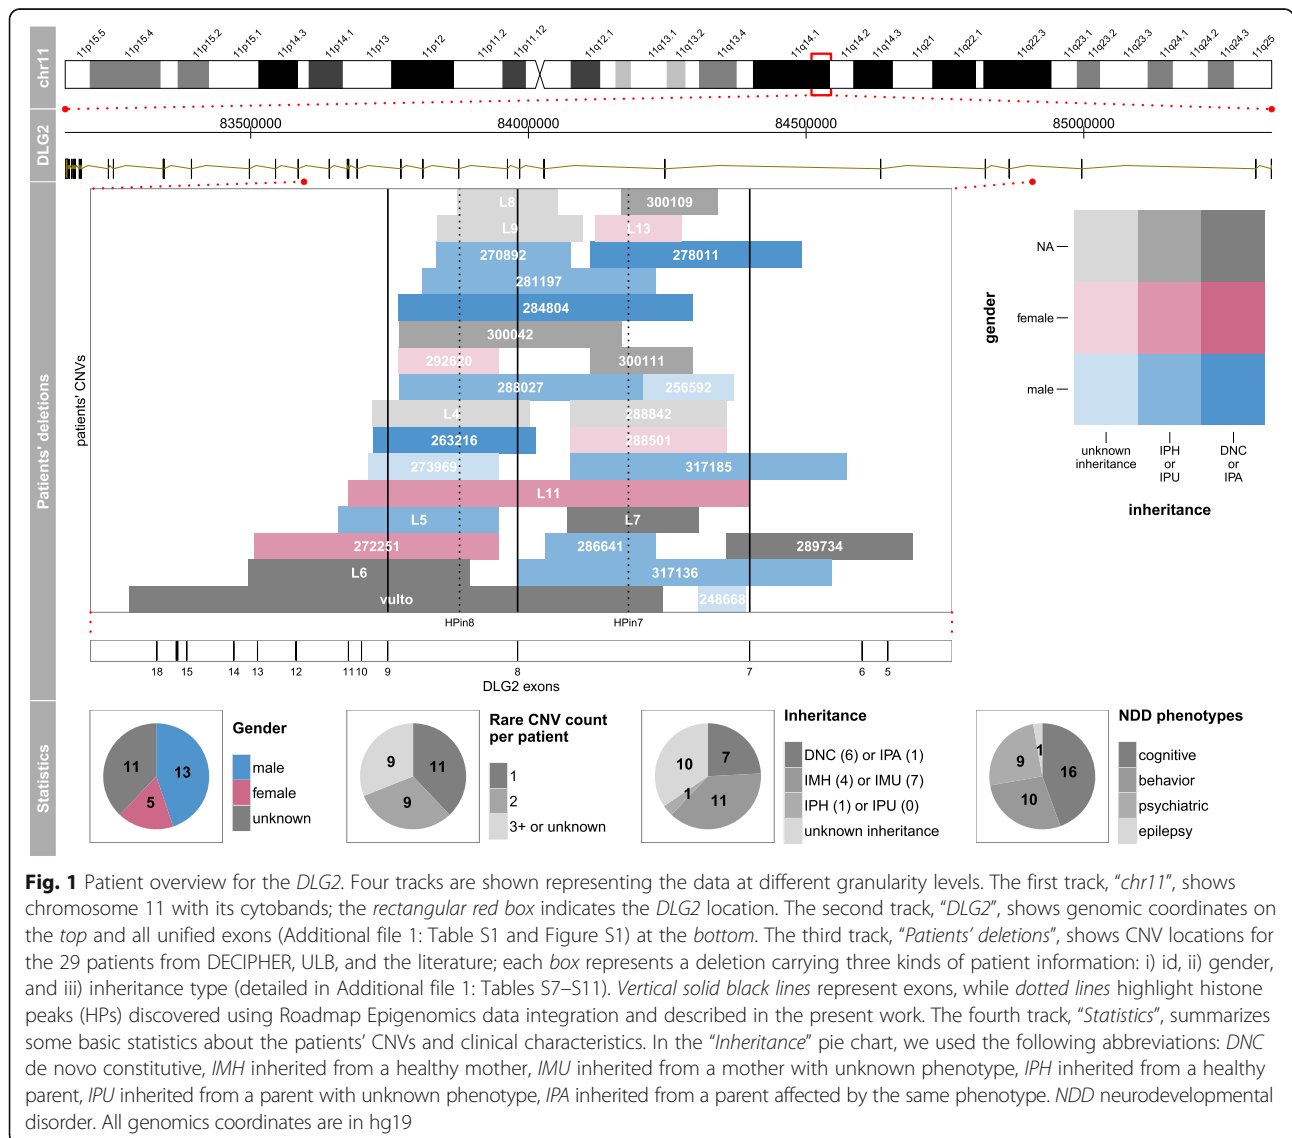 11p15.5 11p15.4 11p15.2 11p15.1 11p14.3 11p14.1 11p13 11p12 11p11.2 11p11.12 11q12.1 11q13.1 11q13.2 11q13.4 11q14.1 11q14.2 11q14.3 11q21 11q22.1 11q22.3 11q23.1 11q23.2 11q23.3 11q24.1 11q24.2 11q24.3 11q25
chr11
DLG2
83500000 84000000 84500000 85000000
Patients' deletions
patients' CNVs
L8 300109
L9 L13
270892 278011
281197
284804
300042
292620 300111
288027 256592
L4 288842
263216 288501
273969 317185
L11
L5 L7
272251 286641 289734
L6 317136
vulto 248668
HPin8 HPin7
18 15 14 13 12 11 10 9 8 7 6 5
DLG2 exons
gender
NA
female
male
unknown
inheritance
IPH
or
IPU
DNC
or
IPA
inheritance
Statistics
11 13 5
Gender
male
female
unknown
9 11 9
Rare CNV count
per patient
1
2
3+ or unknown
10 7 1 11
Inheritance
DNC (6) or IPA (1)
IMH (4) or IMU (7)
IPH (1) or IPU (0)
unknown inheritance
1 9 16 10
NDD phenotypes
cognitive
behavior
psychiatric
epilepsy
Fig. 1 Patient overview for the DLG2. Four tracks are shown representing the data at different granularity levels. The first track, “chr11”, shows
chromosome 11 with its cytobands; the rectangular red box indicates the DLG2 location. The second track, “DLG2”, shows genomic coordinates on
the top and all unified exons (Additional file 1: Table S1 and Figure S1) at the bottom. The third track, “Patients’ deletions”, shows CNV locations for
the 29 patients from DECIPHER, ULB, and the literature; each box represents a deletion carrying three kinds of patient information: i) id, ii) gender,
and iii) inheritance type (detailed in Additional file 1: Tables S7–S11). Vertical solid black lines represent exons, while dotted lines highlight histone
peaks (HPs) discovered using Roadmap Epigenomics data integration and described in the present work. The fourth track, “Statistics”, summarizes
some basic statistics about the patients’ CNVs and clinical characteristics. In the “Inheritance” pie chart, we used the following abbreviations: DNC
de novo constitutive, IMH inherited from a healthy mother, IMU inherited from a mother with unknown phenotype, IPH inherited from a healthy
parent, IPU inherited from a parent with unknown phenotype, IPA inherited from a parent affected by the same phenotype. NDD neurodevelopmental
disorder. All genomics coordinates are in hg19